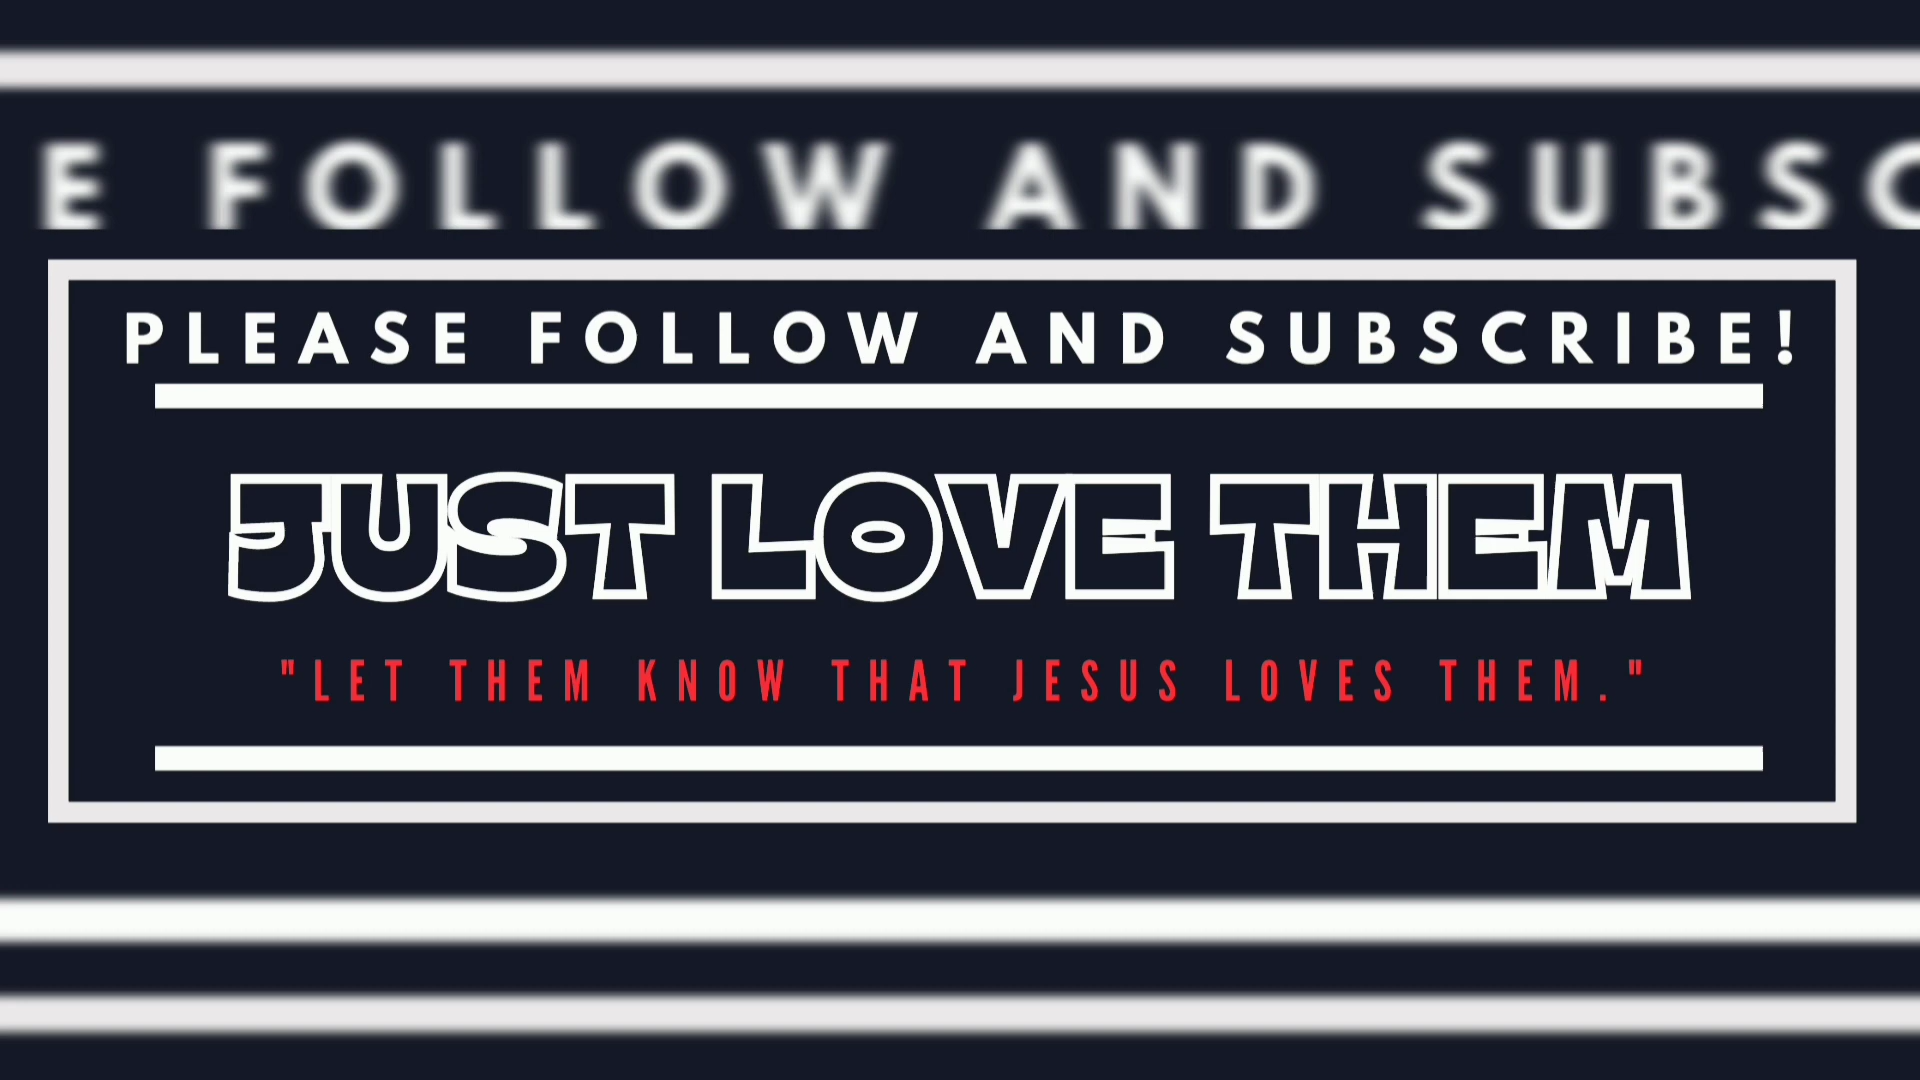 E FOLLOW AND SUBSC
PLEASE FOLLOW AND SUBSCRIBE!
JUST LOVE THEM
"LET THEM KNOW THAT JESUS LOVES THEM."